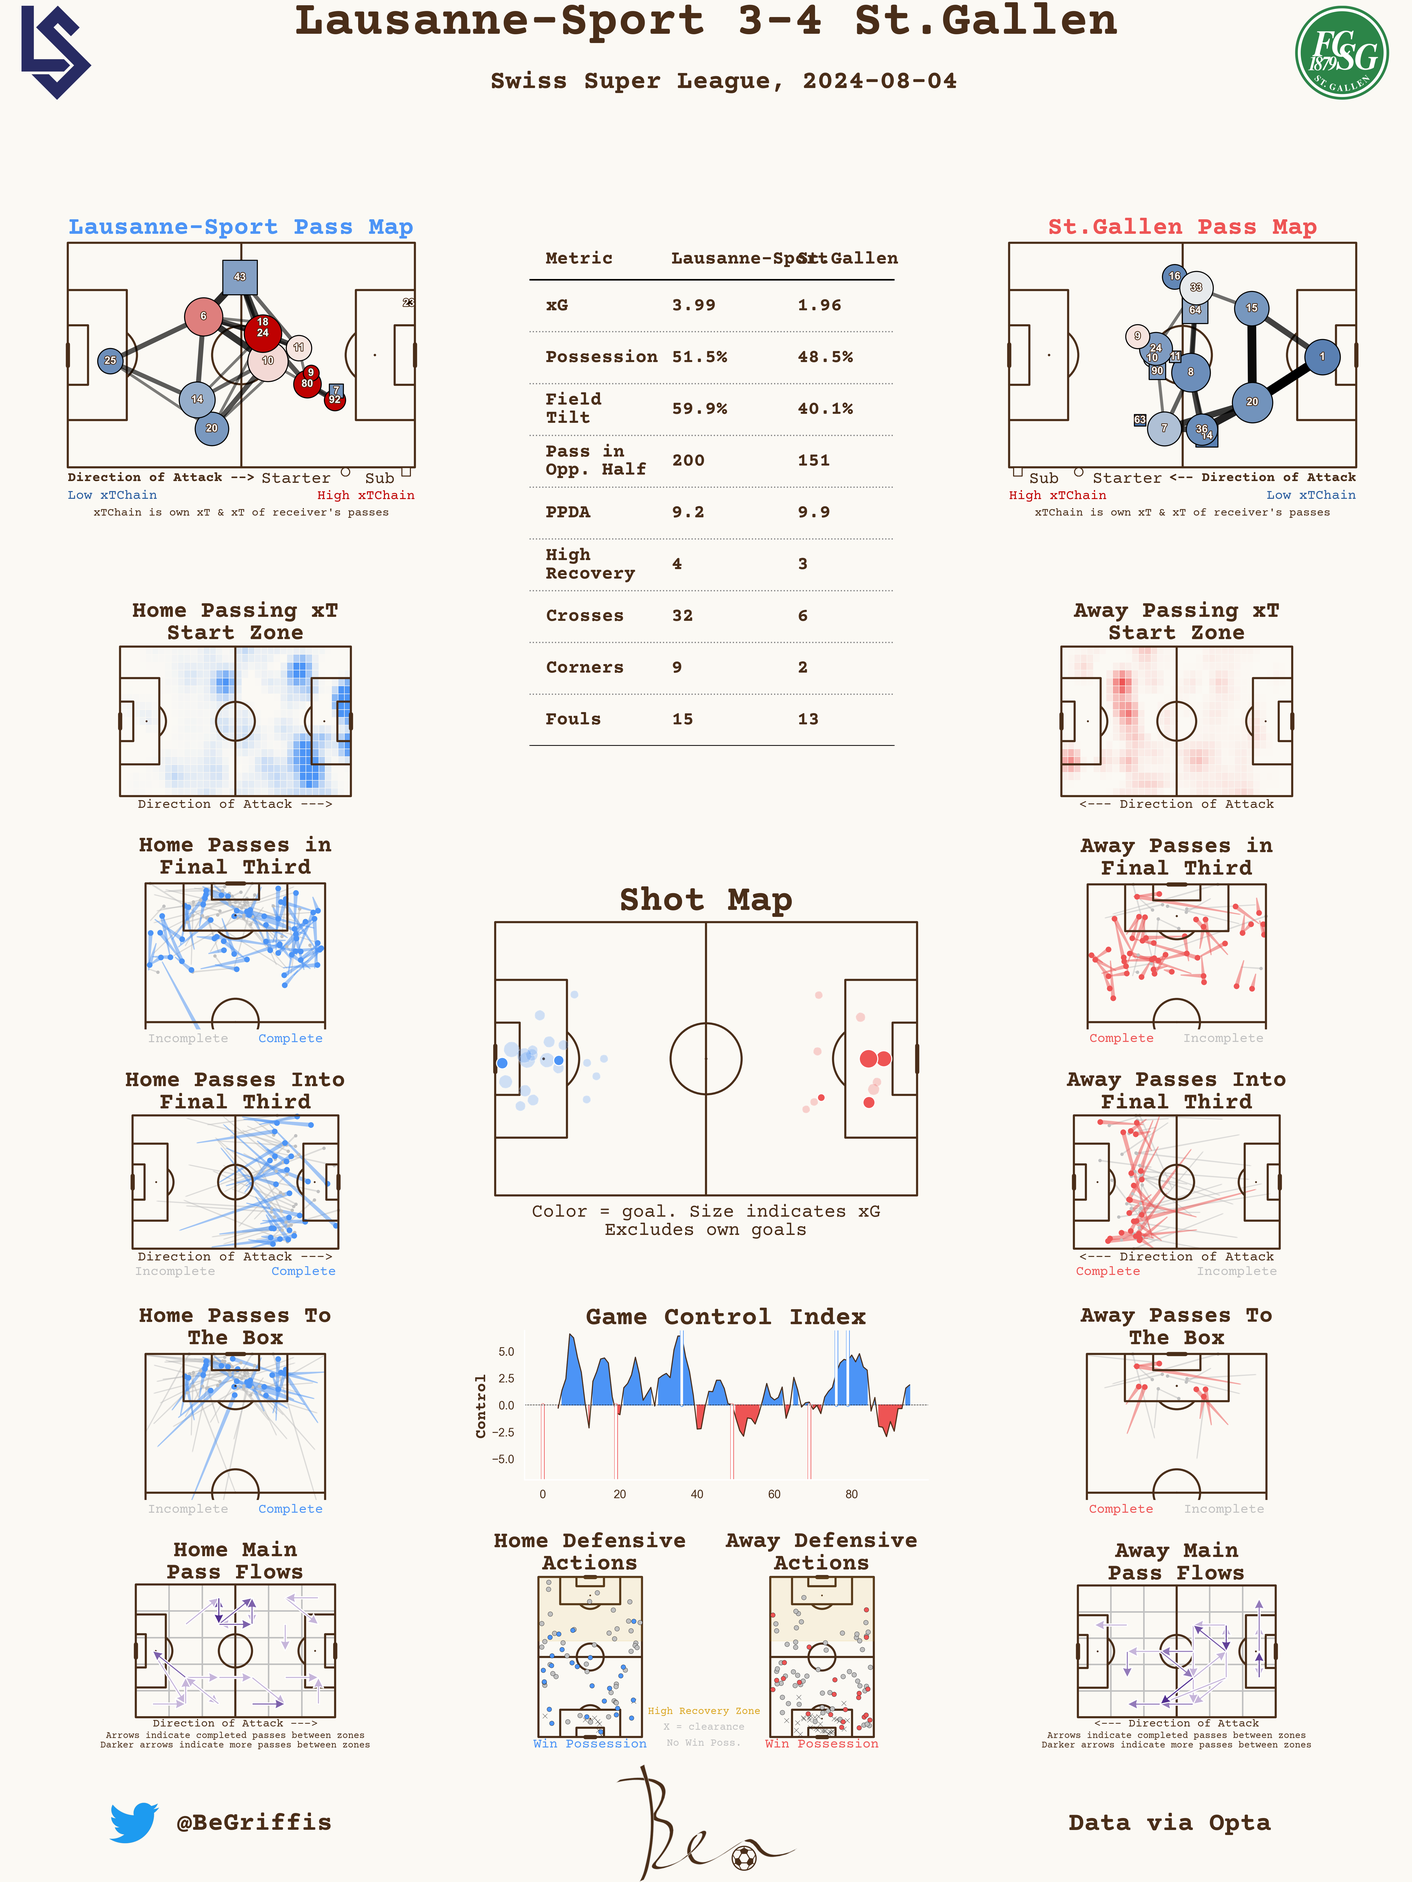 Lausanne-Sport 3-4 St.Gallen
Swiss Super League, 2024-08-04
FCSG
1879
ST. GALLEN
Lausanne-Sport Pass Map
43
23
6
18
24
11
10
25
9
80
7
92
14
20
Direction of Attack --> Starter Sub
Low xTChain High xTChain
xTChain is own xT & xT of receiver's passes
Metric Lausanne-Sport St.Gallen
xG 3.99 1.96
Possession 51.5% 48.5%
Field
Tilt 59.9% 40.1%
Pass in
Opp. Half 200 151
PPDA 9.2 9.9
High
Recovery 4 3
Crosses 32 6
Corners 9 2
Fouls 15 13
St.Gallen Pass Map
16
33
64
15
9
24
10
11
1
90
8
20
63
7
36
14
Sub Starter <-- Direction of Attack
High xTChain Low xTChain
xTChain is own xT & xT of receiver's passes
Home Passing xT
Start Zone
Direction of Attack --->
Away Passing xT
Start Zone
<--- Direction of Attack
Home Passes in
Final Third
Incomplete Complete
Away Passes in
Final Third
Complete Incomplete
Shot Map
Color = goal. Size indicates xG
Excludes own goals
Home Passes Into
Final Third
Direction of Attack --->
Incomplete Complete
Away Passes Into
Final Third
<--- Direction of Attack
Complete Incomplete
Home Passes To
The Box
Incomplete Complete
Game Control Index
Control
5.0
2.5
0.0
−2.5
−5.0
0 20 40 60 80
Away Passes To
The Box
Complete Incomplete
Home Main
Pass Flows
Direction of Attack --->
Arrows indicate completed passes between zones
Darker arrows indicate more passes between zones
Home Defensive
Actions
Win Possession
High Recovery Zone
X = clearance
No Win Poss.
Away Defensive
Actions
Win Possession
Away Main
Pass Flows
<--- Direction of Attack
Arrows indicate completed passes between zones
Darker arrows indicate more passes between zones
@BeGriffis
Ben
Data via Opta